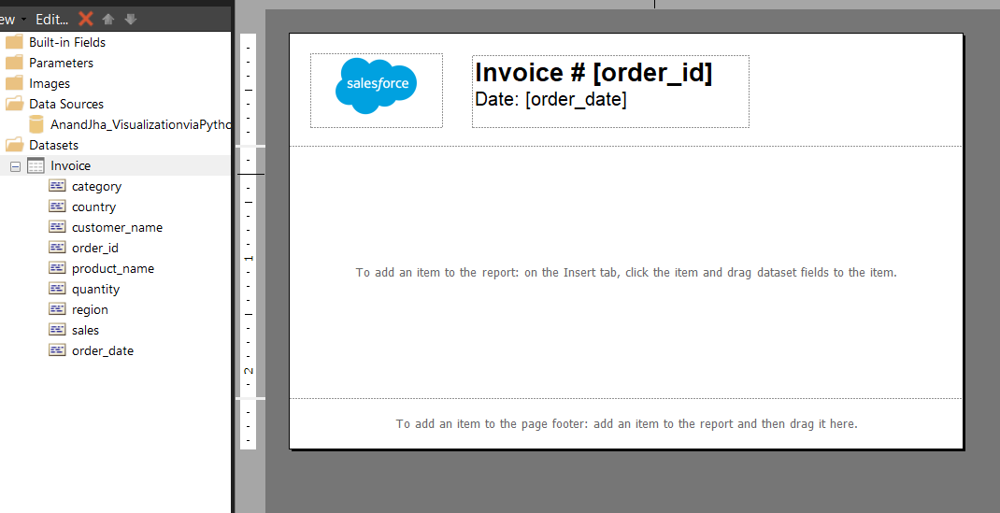 ew Edit...
Built-in Fields
Parameters
Images
Data Sources
AnandJha_VisualizationviaPytho
Datasets
Invoice
category
country
customer_name
order_id
product_name
quantity
region
sales
order_date
1
2
salesforce
Invoice # [order_id]
Date: [order_date]
To add an item to the report: on the Insert tab, click the item and drag dataset fields to the item.
To add an item to the page footer: add an item to the report and then drag it here.